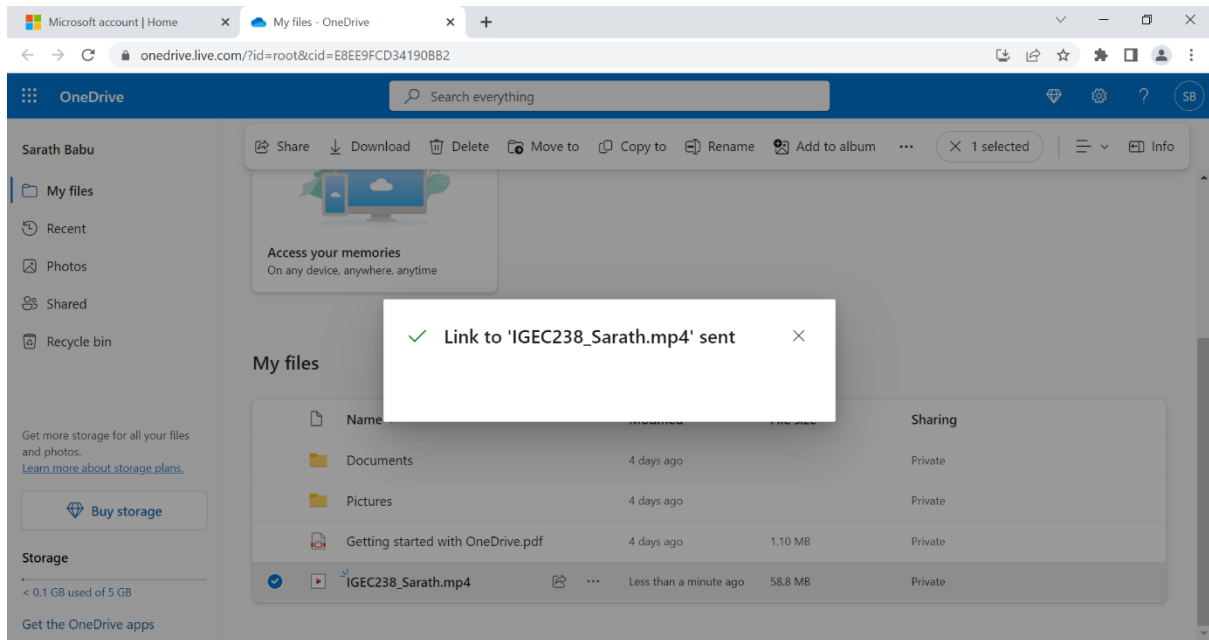 Microsoft account | Home
My files - OneDrive
onedrive.live.com/?id=root&cid=E8EE9FCD34190BB2
OneDrive
Search everything
SB
Sarath Babu
My files
Recent
Photos
Shared
Recycle bin
Get more storage for all your files
and photos.
Learn more about storage plans.
Buy storage
Storage
< 0.1 GB used of 5 GB
Get the OneDrive apps
Share Download Delete Move to Copy to Rename Add to album ... 1 selected Info
Access your memories
On any device, anywhere, anytime
Link to 'IGEC238_Sarath.mp4' sent
My files
Name Modified File size Sharing
Documents 4 days ago Private
Pictures 4 days ago Private
Getting started with OneDrive.pdf 4 days ago 1.10 MB Private
IGEC238_Sarath.mp4 ... Less than a minute ago 58.8 MB Private